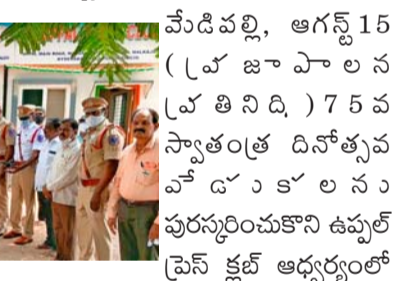 మేడిపల్లి, ఆగస్ట్ 15
(ప్రజాపాలన
ప్రతినిధి) 75వ
స్వాతంత్ర దినోత్సవ
వేడుకలను
పురస్కరించుకొని ఉప్పల్
ప్రెస్ క్లబ్ ఆధ్వర్యంలో